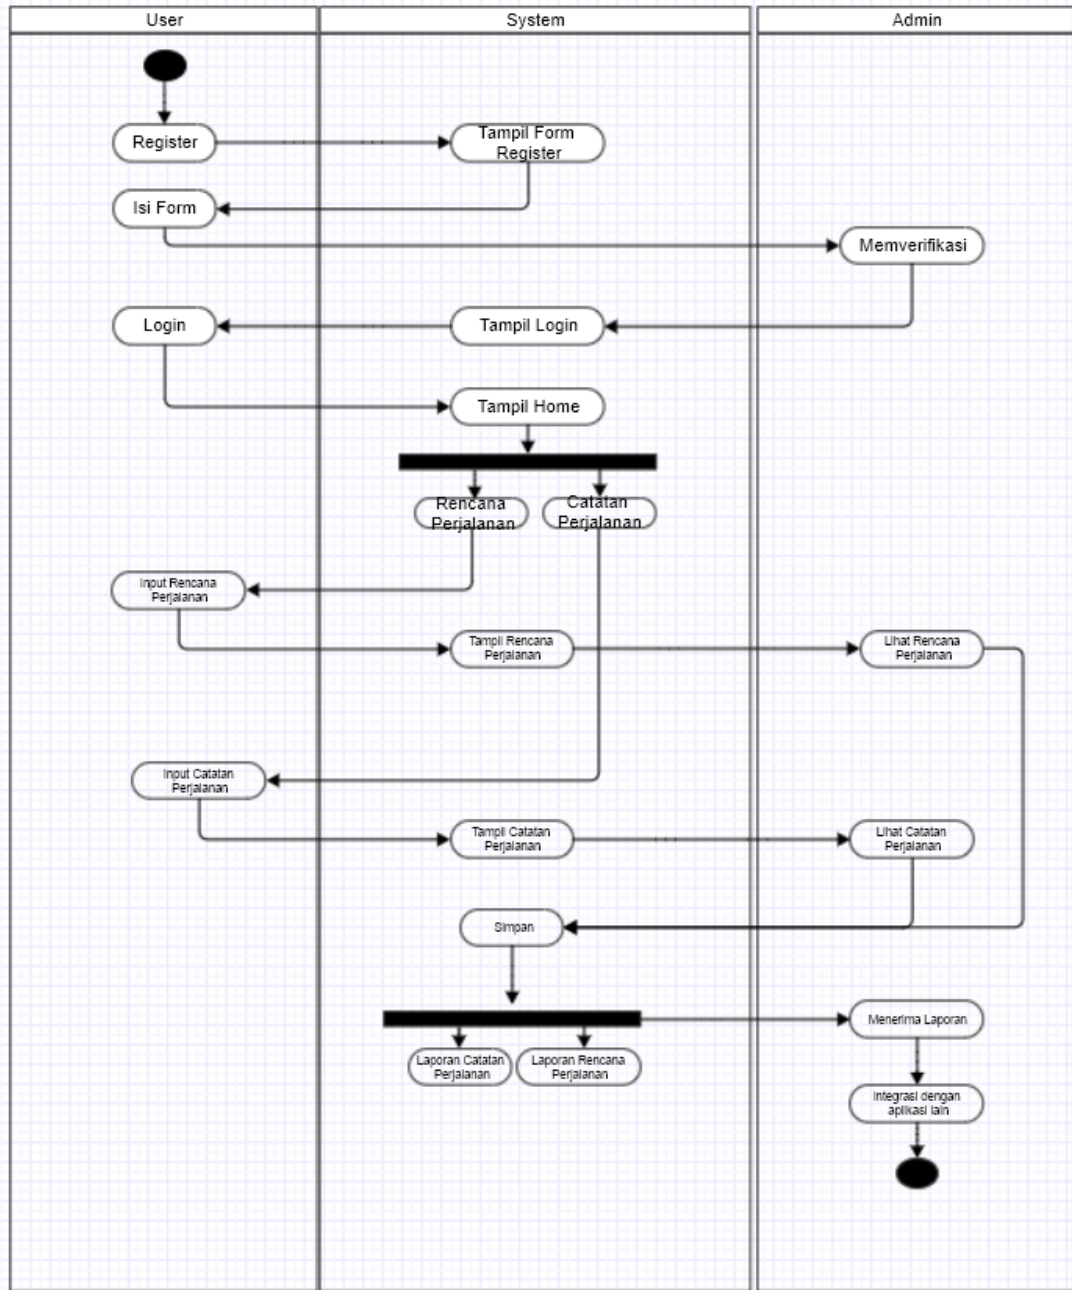 User
System
Admin
Register
Tampil Form
Register
Isi Form
Memverifikasi
Login
Tampil Login
Tampil Home
Rencana
Perjalanan
Catatan
Perjalanan
Input Rencana
Perjalanan
Tampil Rencana
Perjalanan
Lihat Rencana
Perjalanan
Input Catatan
Perjalanan
Tampil Catatan
Perjalanan
Lihat Catatan
Perjalanan
Simpan
Menerima Laporan
Laporan Catatan
Perjalanan
Laporan Rencana
Perjalanan
Integrasi dengan
aplikasi lain